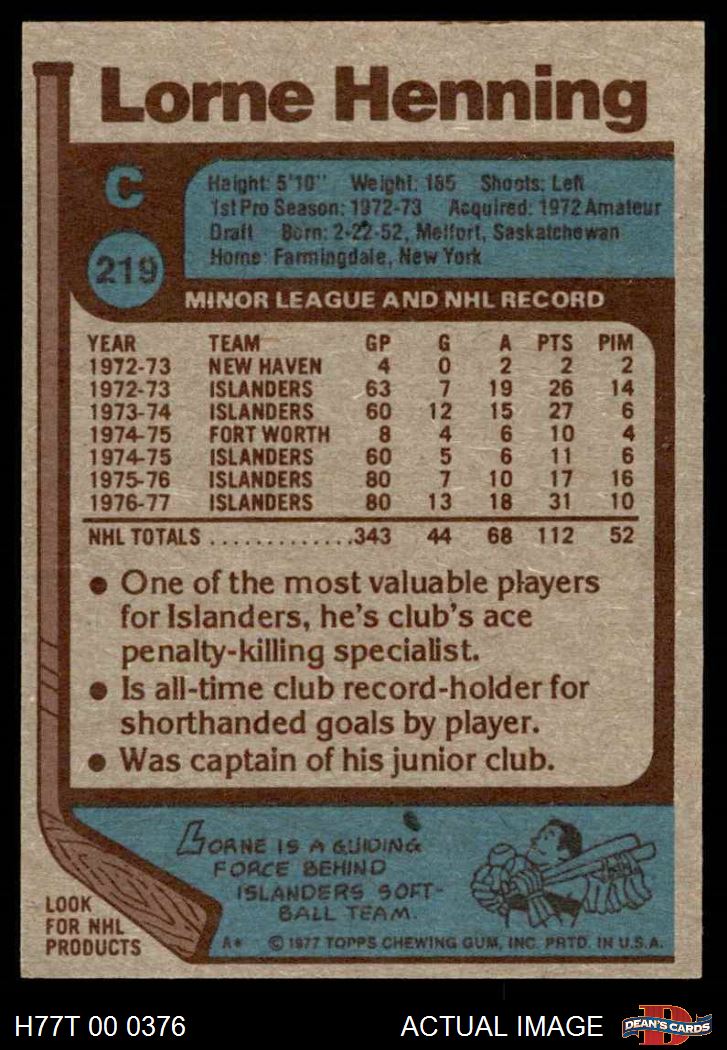 Lorne Henning
C
219
Height: 5'10" Weight: 185 Shoots: Left
1st Pro Season: 1972-73 Acquired: 1972 Amateur
Draft Born: 2-22-52, Melfort, Saskatchewan
Home: Farmingdale, New York
MINOR LEAGUE AND NHL RECORD
YEAR TEAM GP G A PTS PIM
1972-73 NEW HAVEN 4 0 2 2 2
1972-73 ISLANDERS 63 7 19 26 14
1973-74 ISLANDERS 60 12 15 27 6
1974-75 FORT WORTH 8 4 6 10 4
1974-75 ISLANDERS 60 5 6 11 6
1975-76 ISLANDERS 80 7 10 17 16
1976-77 ISLANDERS 80 13 18 31 10
NHL TOTALS .............343 44 68 112 52
● One of the most valuable players
for Islanders, he's club's ace
penalty-killing specialist.
● Is all-time club record-holder for
shorthanded goals by player.
● Was captain of his junior club.
LORNE IS A GUIDING
FORCE BEHIND
ISLANDERS SOFT-
BALL TEAM.
LOOK
FOR NHL
PRODUCTS
A* © 1977 TOPPS CHEWING GUM, INC. PRTD. IN U.S.A.
H77T 00 0376 ACTUAL IMAGE
D
DEAN'S CARDS